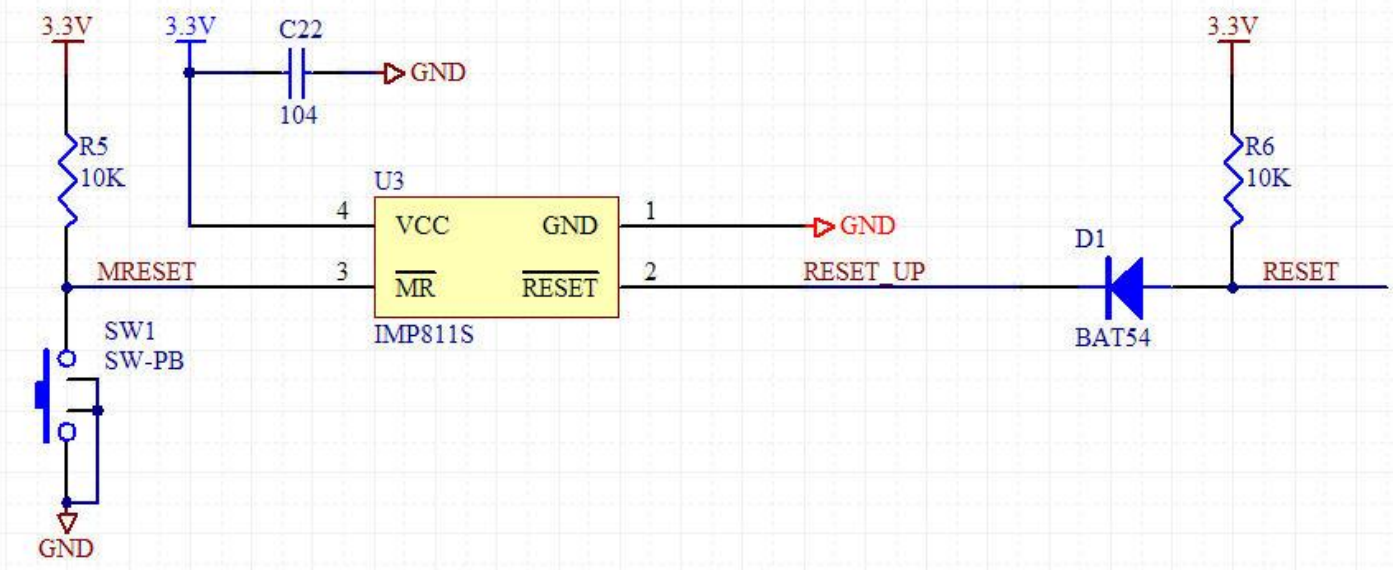 3.3V
3.3V
C22
3.3V
GND
104
R5
10K
R6
10K
U3
4
VCC
GND
1
GND
D1
MRESET
3
MR
RESET
2
RESET_UP
RESET
SW1
SW-PB
IMP811S
BAT54
GND